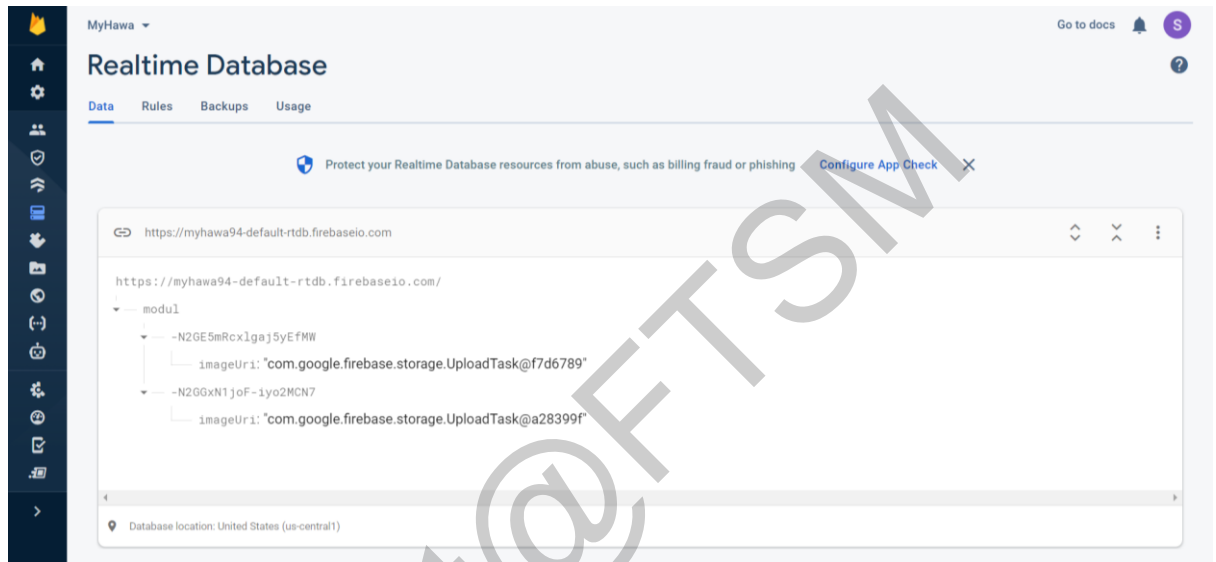 MyHawa
Go to docs
S
Realtime Database
?
Data Rules Backups Usage
Protect your Realtime Database resources from abuse, such as billing fraud or phishing Configure App Check
https://myhawa94-default-rtdb.firebaseio.com
https://myhawa94-default-rtdb.firebaseio.com/
modul
-N2GE5mRcxlgaj5yEfMW
imageUri: "com.google.firebase.storage.UploadTask@f7d6789"
-N2GGxN1joF-iyo2MCN7
imageUri: "com.google.firebase.storage.UploadTask@a28399f"
Database location: United States (us-central1)
@FTSM